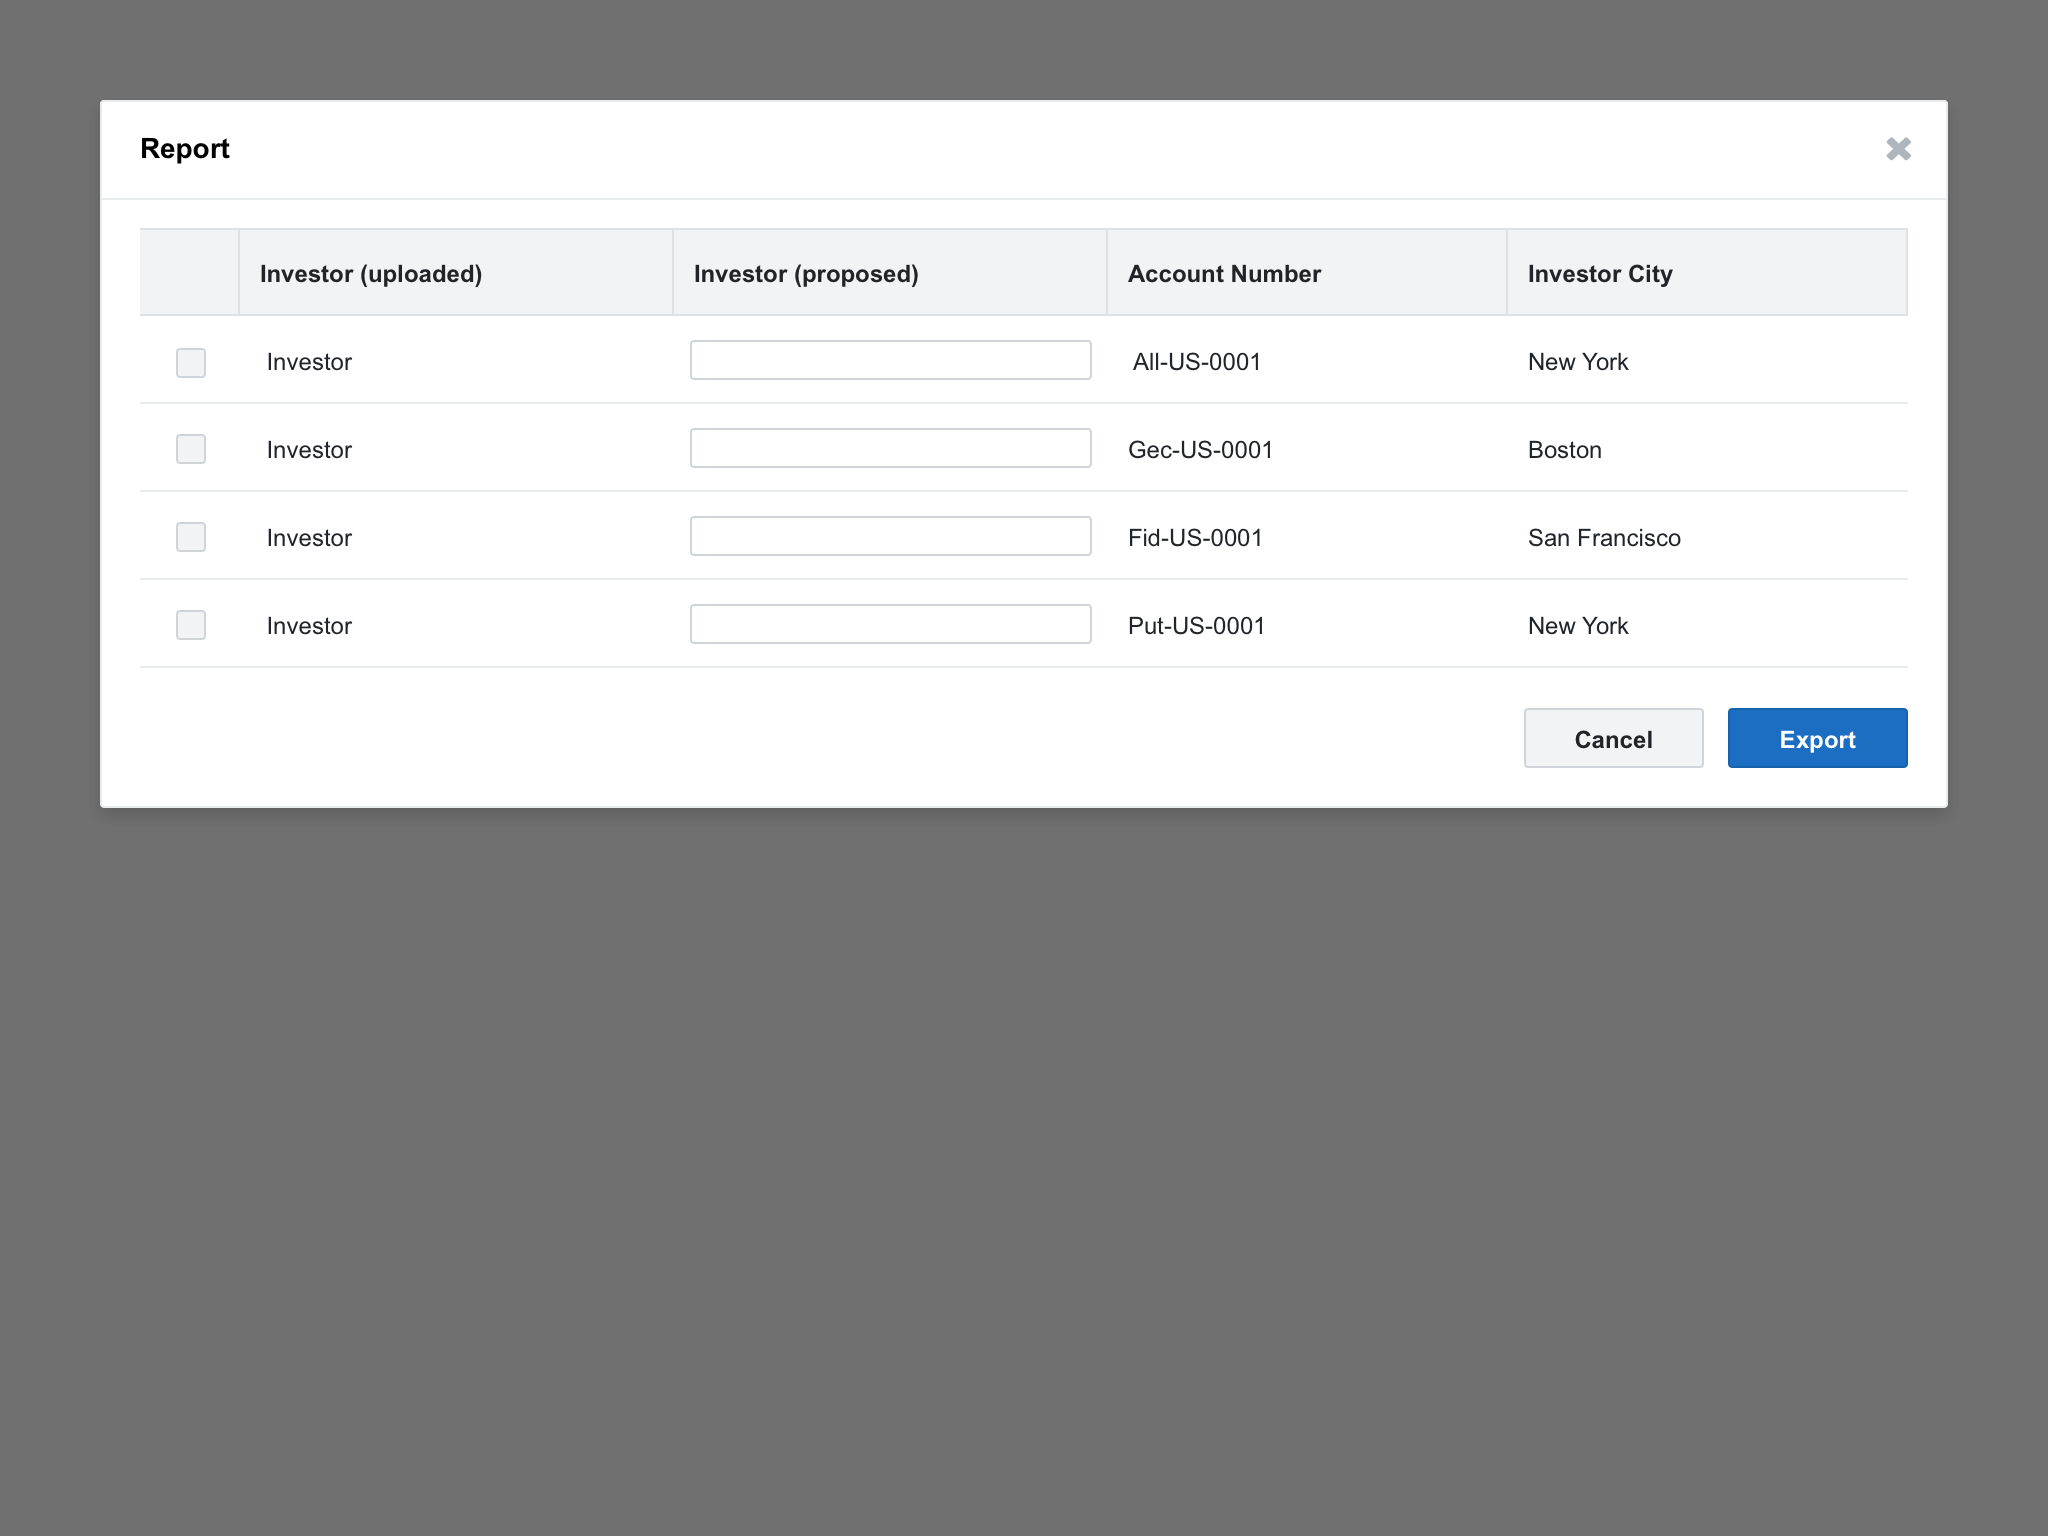 Report
Investor (uploaded) Investor (proposed) Account Number Investor City
Investor All-US-0001 New York
Investor Gec-US-0001 Boston
Investor Fid-US-0001 San Francisco
Investor Put-US-0001 New York
Cancel Export